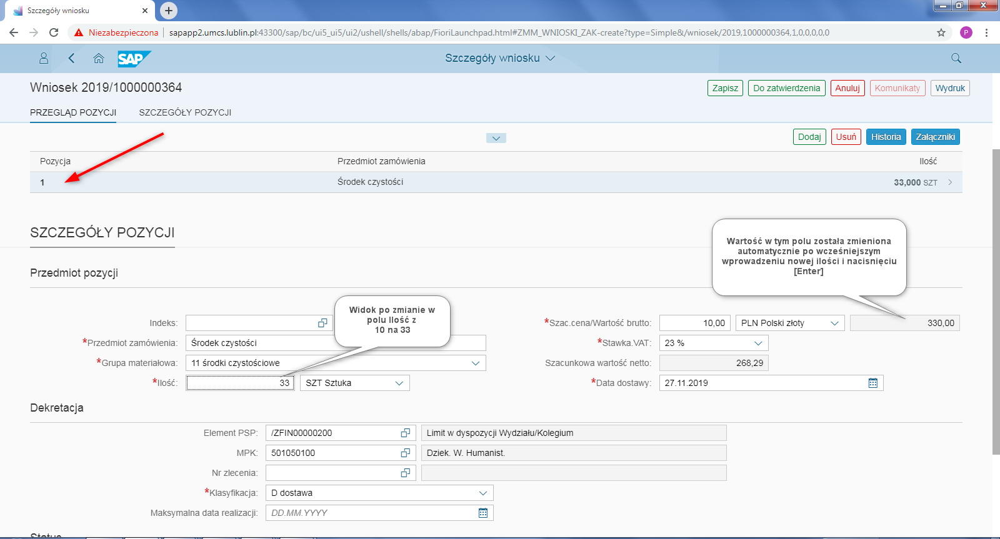 Szczegóły wniosku
Niezabezpieczona
sapapp2.umcs.lublin.pl:43300/sap/bc/ui5_ui5/ui2/ushell/shells/abap/FioriLaunchpad.html#ZMM_WNIOSKI_ZAK-create?type=Simple&/wniosek/2019,1000000364,1,0,0,0,0,0
P
SAP
Szczegóły wniosku
Wniosek 2019/1000000364
Zapisz
Do zatwierdzenia
Anuluj
Komunikaty
Wydruk
PRZEGLĄD POZYCJI
SZCZEGÓŁY POZYCJI
Dodaj
Usuń
Historia
Załączniki
Pozycja
Przedmiot zamówienia
Ilość
1
Środek czystości
33,000 SZT
SZCZEGÓŁY POZYCJI
Wartość w tym polu została zmieniona
automatycznie po wcześniejszym
wprowadzeniu nowej ilości i nacisnięciu
[Enter]
Przedmiot pozycji
Widok po zmianie w
polu Ilość z
10 na 33
Indeks:
*Szac.cena/Wartość brutto:
10,00
PLN Polski złoty
330,00
*Przedmiot zamówienia:
Środek czystości
*Stawka.VAT:
23 %
*Grupa materiałowa:
11 środki czystościowe
Szacunkowa wartość netto:
268,29
*Ilość:
33
SZT Sztuka
*Data dostawy:
27.11.2019
Dekretacja
Element PSP:
/ZFIN00000200
Limit w dyspozycji Wydziału/Kolegium
MPK:
501050100
Dziek. W. Humanist.
Nr zlecenia:
*Klasyfikacja:
D dostawa
Maksymalna data realizacji:
DD.MM.YYYY
Status